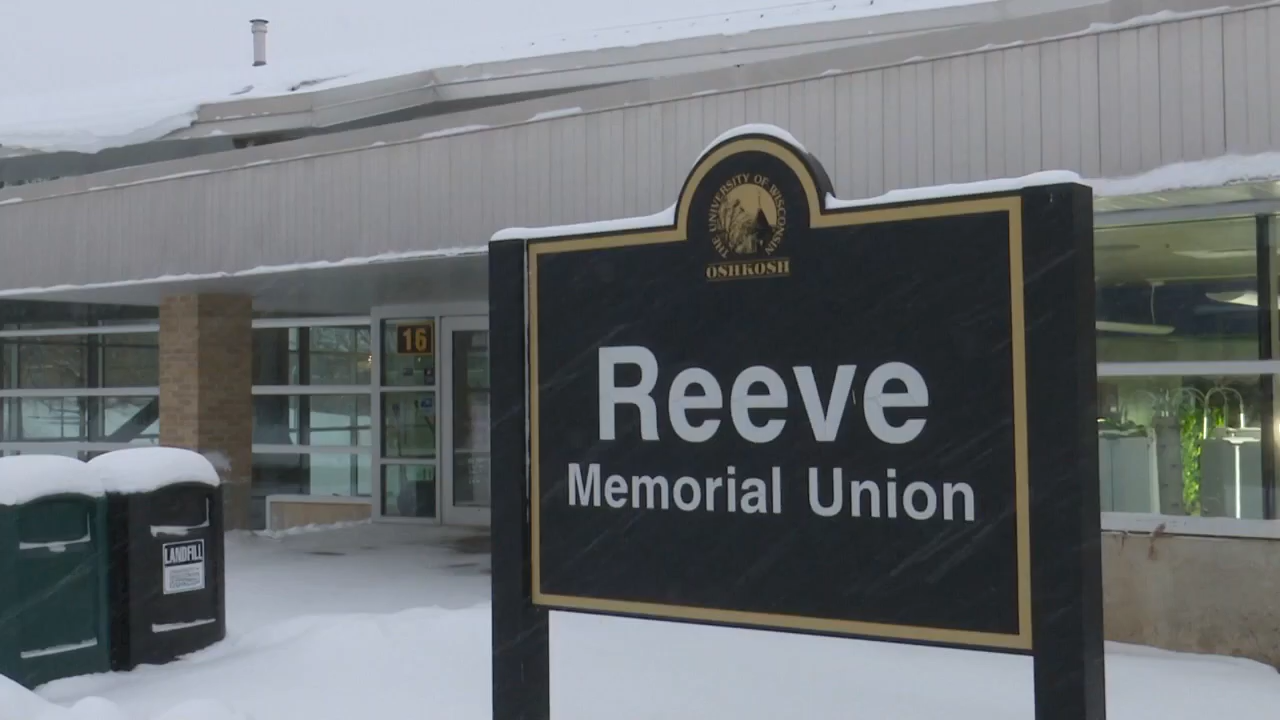 THE UNIVERSITY OF WISCONSIN
OSHKOSH
16
Reeve
Memorial Union
LANDFILL